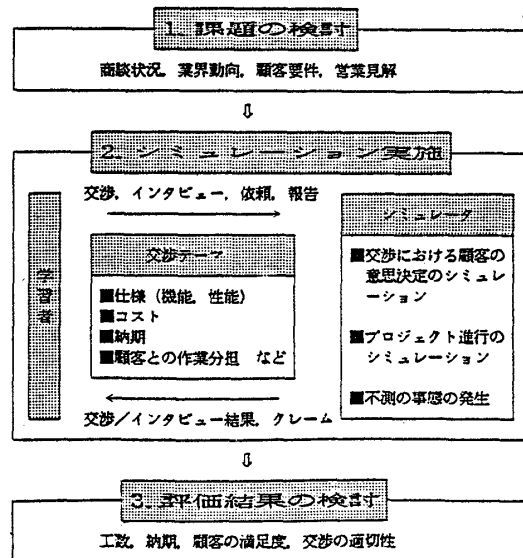 1. 課題の検討
商談状況, 業界動向, 顧客要件, 営業見解
⇩
2. シミュレーション実施
交渉, インタビュー, 依頼, 報告
学習者
交渉テーマ
■仕様（機能, 性能）
■コスト
■納期
■顧客との作業分担 など
シミュレータ
■交渉における顧客の
意思決定のシミュレ
ーション
■プロジェクト進行の
シミュレーション
■不測の事態の発生
交渉／インタビュー結果, クレーム
⇩
3. 評価結果の検討
工数, 納期, 顧客の満足度, 交渉の適切性